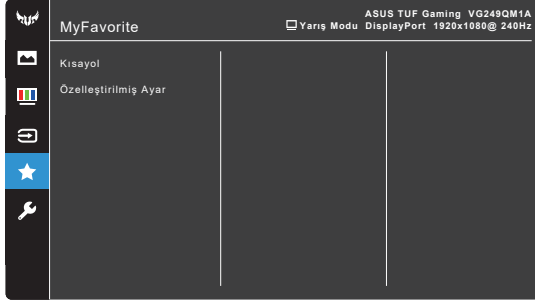 ASUS TUF Gaming VG249QM1A
MyFavorite
Yarış Modu DisplayPort 1920x1080@ 240Hz
Kısayol
Özelleştirilmiş Ayar